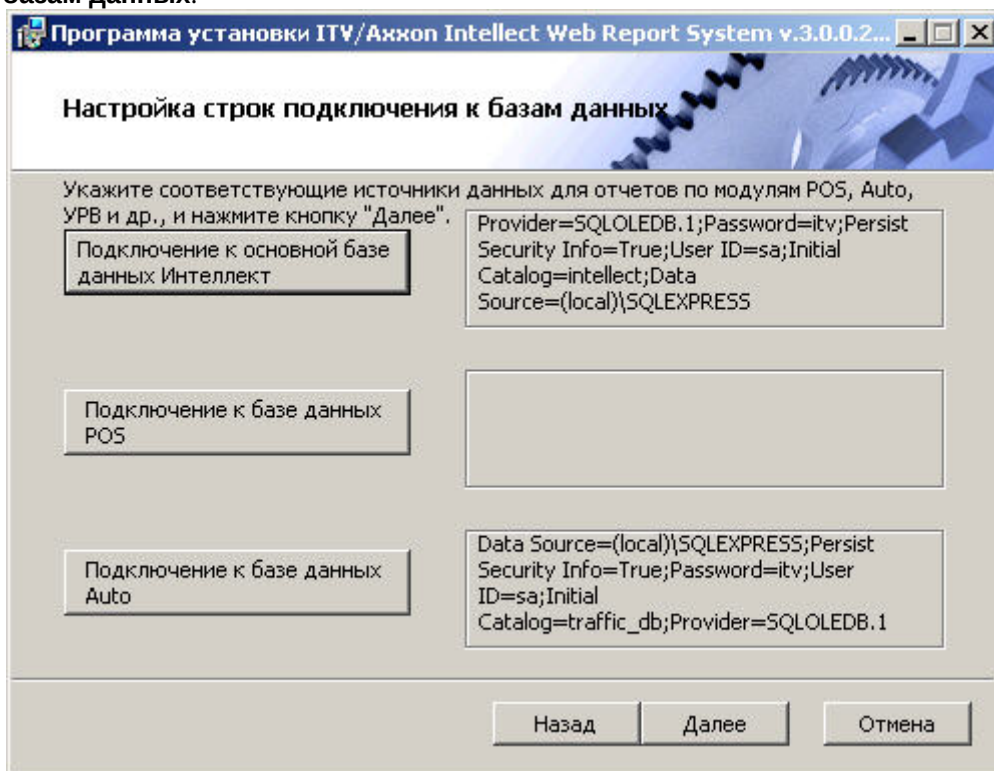 базам данных.
Программа установки ITV/Axxon Intellect Web Report System v.3.0.0.2...
Настройка строк подключения к базам данных
Укажите соответствующие источники данных для отчетов по модулям POS, Auto,
УРВ и др., и нажмите кнопку "Далее".
Подключение к основной базе
данных Интеллект
Provider=SQLOLEDB.1;Password=itv;Persist
Security Info=True;User ID=sa;Initial
Catalog=intellect;Data
Source=(local)\SQLEXPRESS
Подключение к базе данных
POS
Подключение к базе данных
Auto
Data Source=(local)\SQLEXPRESS;Persist
Security Info=True;Password=itv;User
ID=sa;Initial
Catalog=traffic_db;Provider=SQLOLEDB.1
Назад
Далее
Отмена